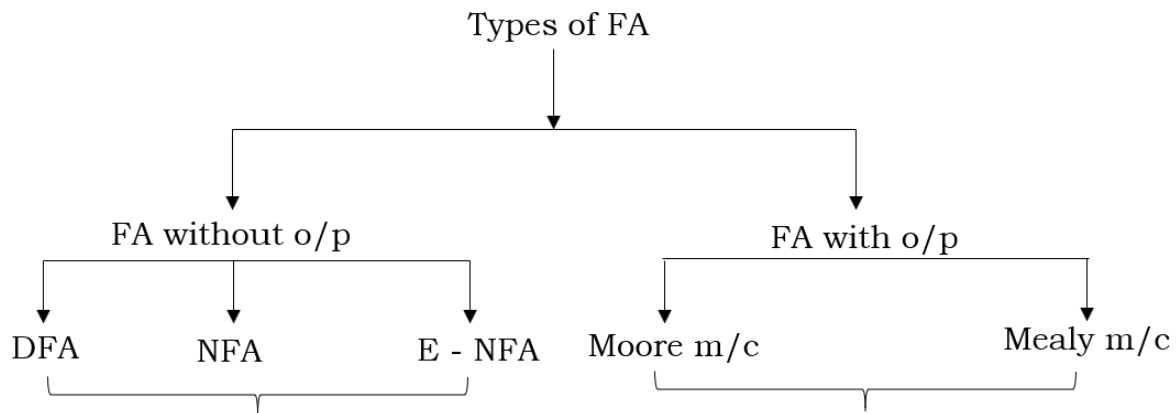 Types of FA
FA without o/p
FA with o/p
DFA
NFA
E - NFA
Moore m/c
Mealy m/c